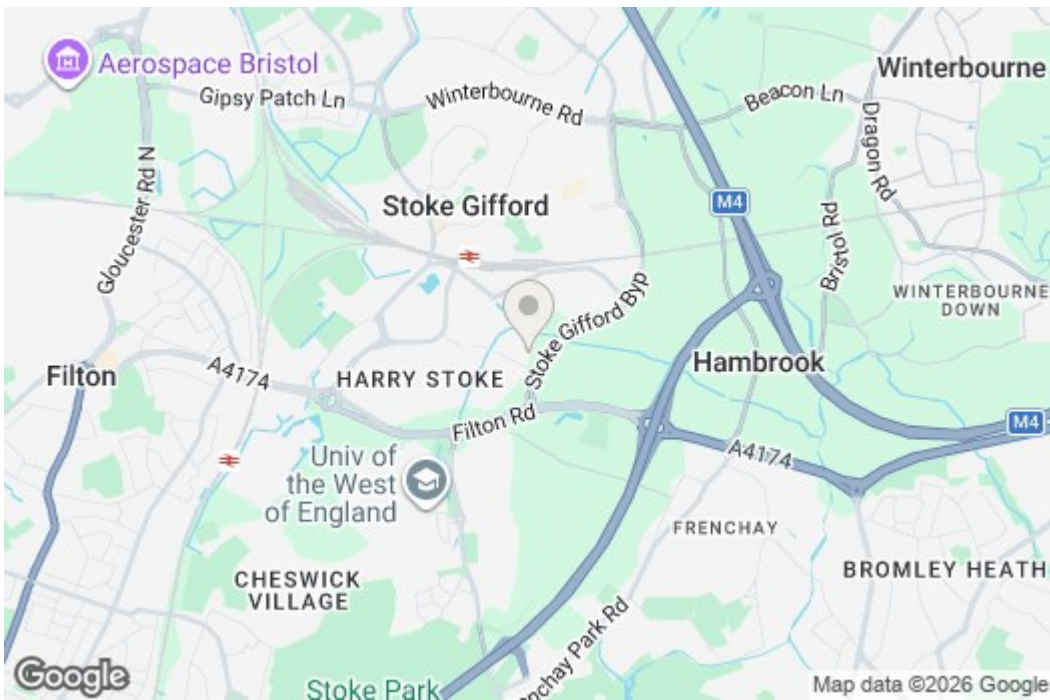 Aerospace Bristol
Gipsy Patch Ln
Winterbourne Rd
Beacon Ln
Winterbourne
Dragon Rd
Gloucester Rd N
Stoke Gifford
M4
Bristol Rd
Stoke Gifford Byp
WINTERBOURNE
DOWN
Filton
A4174
HARRY STOKE
Hambrook
Filton Rd
M4
A4174
Univ of
the West
of England
FRENCHAY
CHESWICK
VILLAGE
BROMLEY HEATH
enchay Park Rd
Stoke Park
Google
Map data ©2026 Google